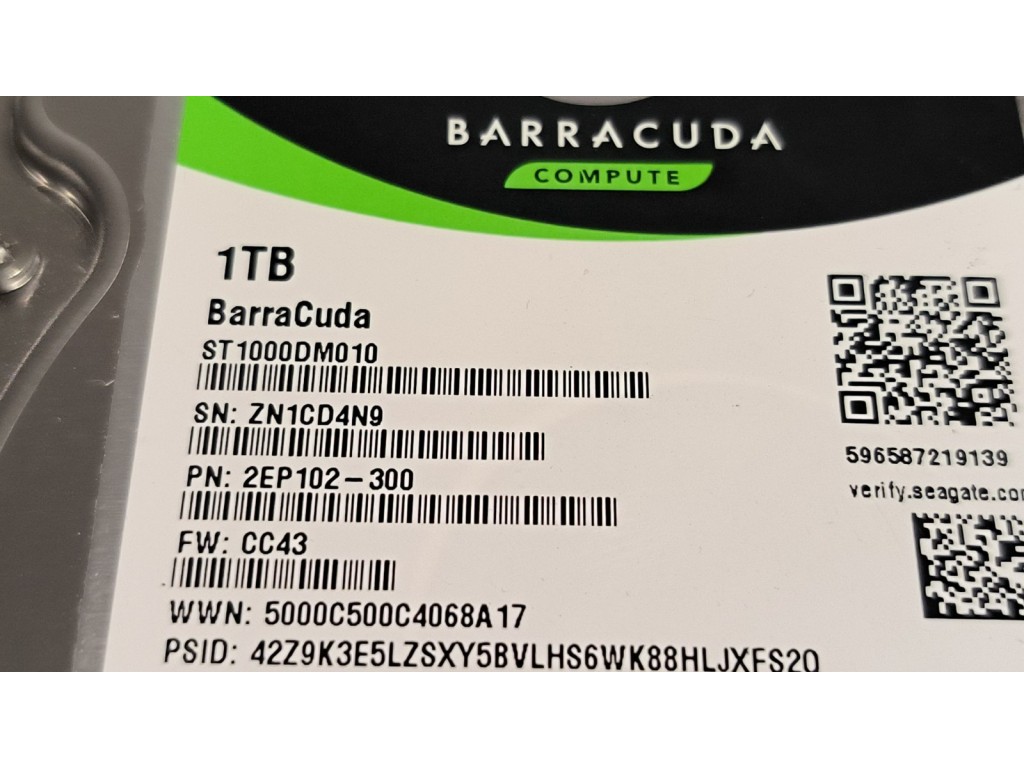 BARRACUDA
COMPUTE
1TB
BarraCuda
ST1000DM010
SN: ZN1CD4N9
PN: 2EP102-300
FW: CC43
WWN: 5000C500C4068A17
PSID: 42Z9K3E5LZSXY5BVLHS6WK88HLJXFS20
596587219139
verify.seagate.co